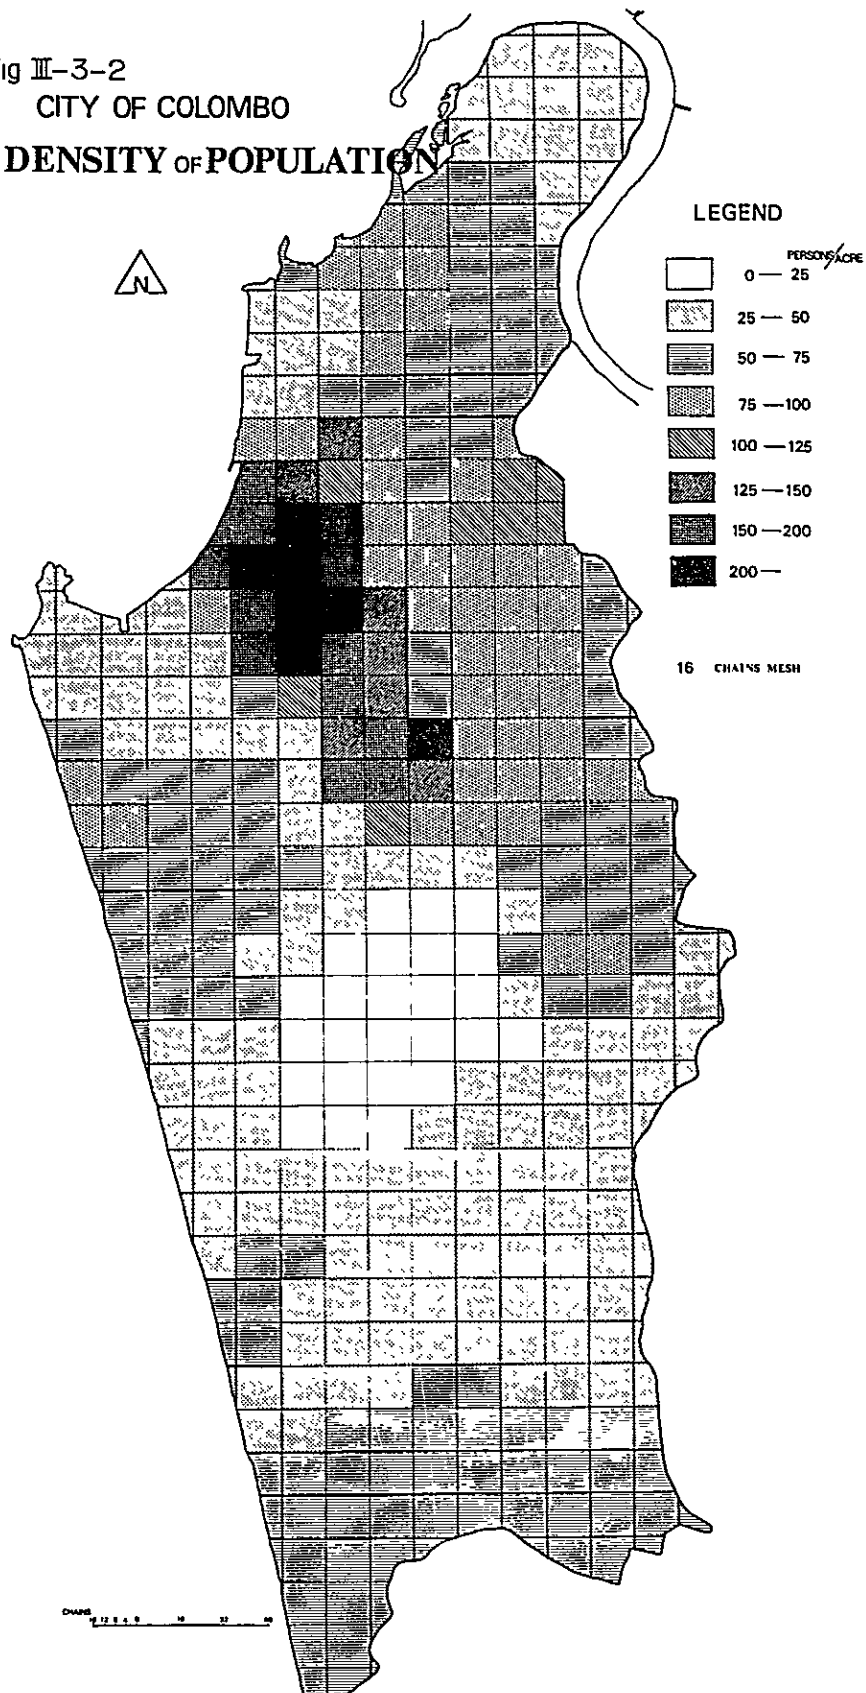 ig III-3-2
CITY OF COLOMBO
DENSITY OF POPULATION
N
LEGEND
PERSONS/ACRE
0 — 25
25 — 50
50 — 75
75 — 100
100 — 125
125 — 150
150 — 200
200 —
16 CHAINS MESH
CHAINS